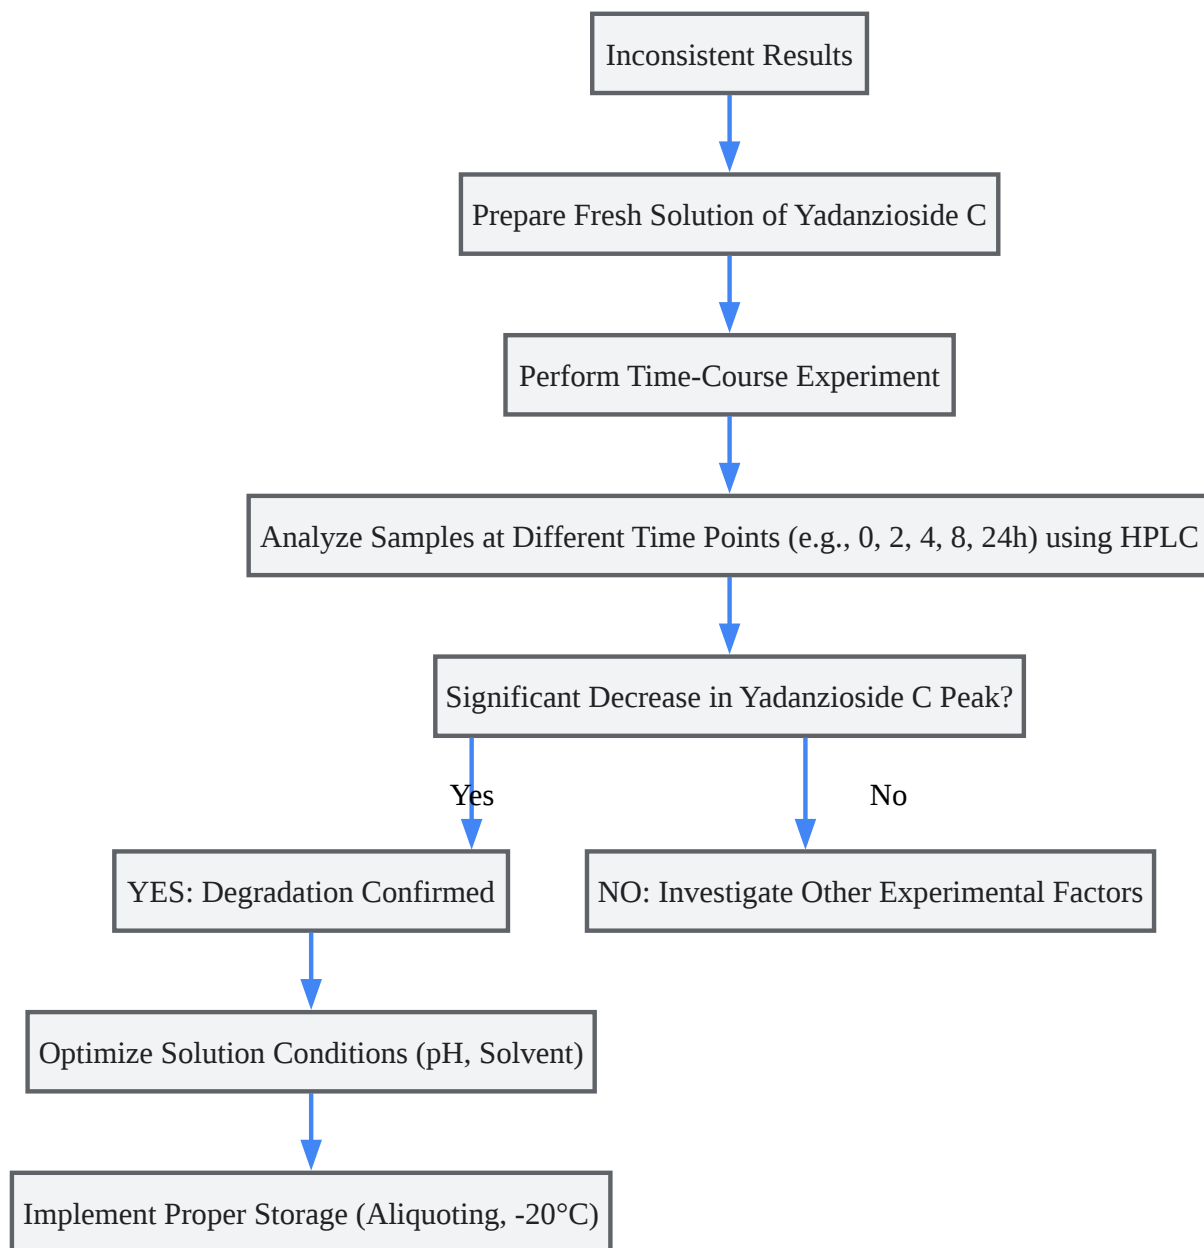 Inconsistent Results
Prepare Fresh Solution of Yadanzioside C
Perform Time-Course Experiment
Analyze Samples at Different Time Points (e.g., 0, 2, 4, 8, 24h) using HPLC
Significant Decrease in Yadanzioside C Peak?
Yes
No
YES: Degradation Confirmed
NO: Investigate Other Experimental Factors
Optimize Solution Conditions (pH, Solvent)
Implement Proper Storage (Aliquoting, -20°C)